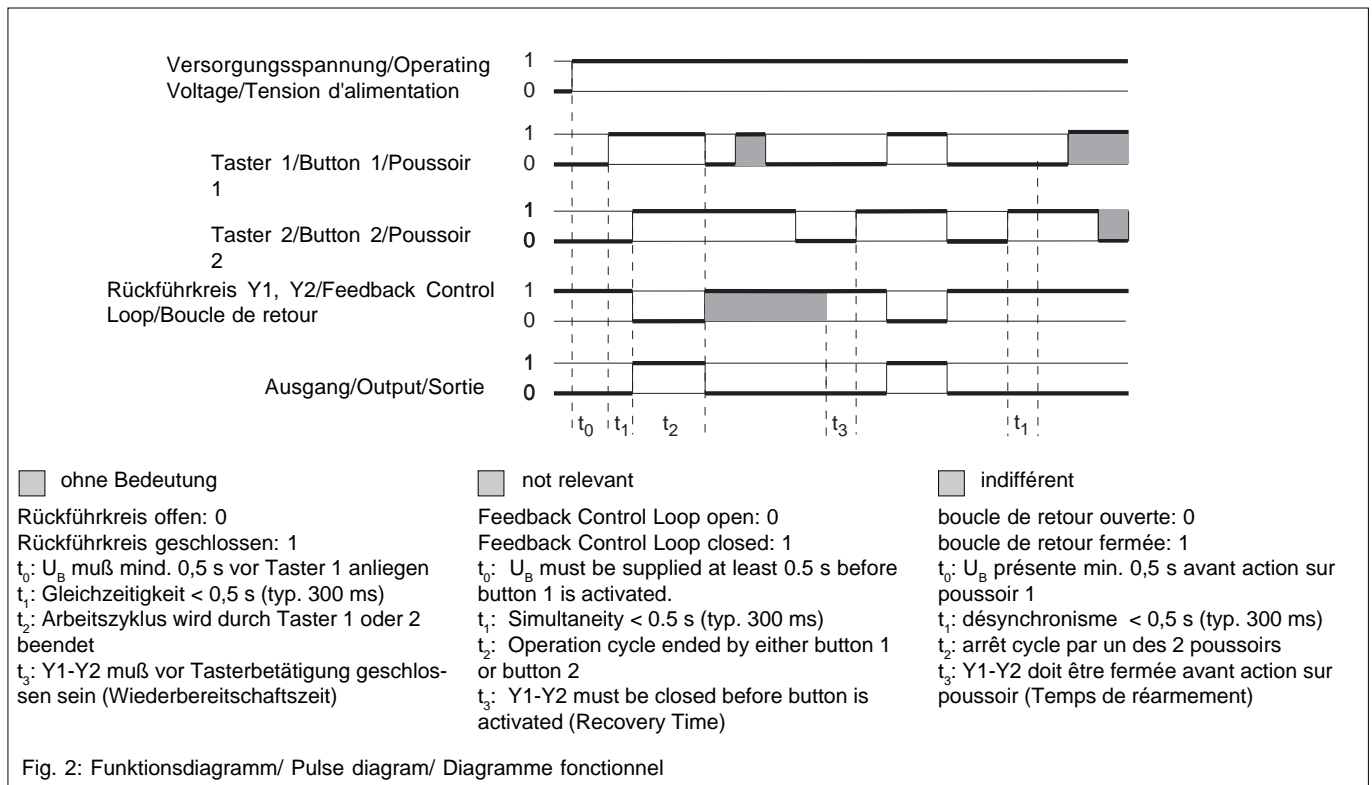 Versorgungsspannung/Operating
Voltage/Tension d'alimentation
1
0
Taster 1/Button 1/Poussoir
1
1
0
Taster 2/Button 2/Poussoir
2
1
0
Rückführkreis Y1, Y2/Feedback Control
Loop/Boucle de retour
1
0
Ausgang/Output/Sortie
1
0
t0 t1 t2 t3 t1
ohne Bedeutung
Rückführkreis offen: 0
Rückführkreis geschlossen: 1
t0: UB muß mind. 0,5 s vor Taster 1 anliegen
t1: Gleichzeitigkeit < 0,5 s (typ. 300 ms)
t2: Arbeitszyklus wird durch Taster 1 oder 2
beendet
t3: Y1-Y2 muß vor Tasterbetätigung geschlos-
sen sein (Wiederbereitschaftszeit)
not relevant
Feedback Control Loop open: 0
Feedback Control Loop closed: 1
t0: UB must be supplied at least 0.5 s before
button 1 is activated.
t1: Simultaneity < 0.5 s (typ. 300 ms)
t2: Operation cycle ended by either button 1
or button 2
t3: Y1-Y2 must be closed before button is
activated (Recovery Time)
indifférent
boucle de retour ouverte: 0
boucle de retour fermée: 1
t0: UB présente min. 0,5 s avant action sur
poussoir 1
t1: désynchronisme < 0,5 s (typ. 300 ms)
t2: arrêt cycle par un des 2 poussoirs
t3: Y1-Y2 doit être fermée avant action sur
poussoir (Temps de réarmement)
Fig. 2: Funktionsdiagramm/ Pulse diagram/ Diagramme fonctionnel